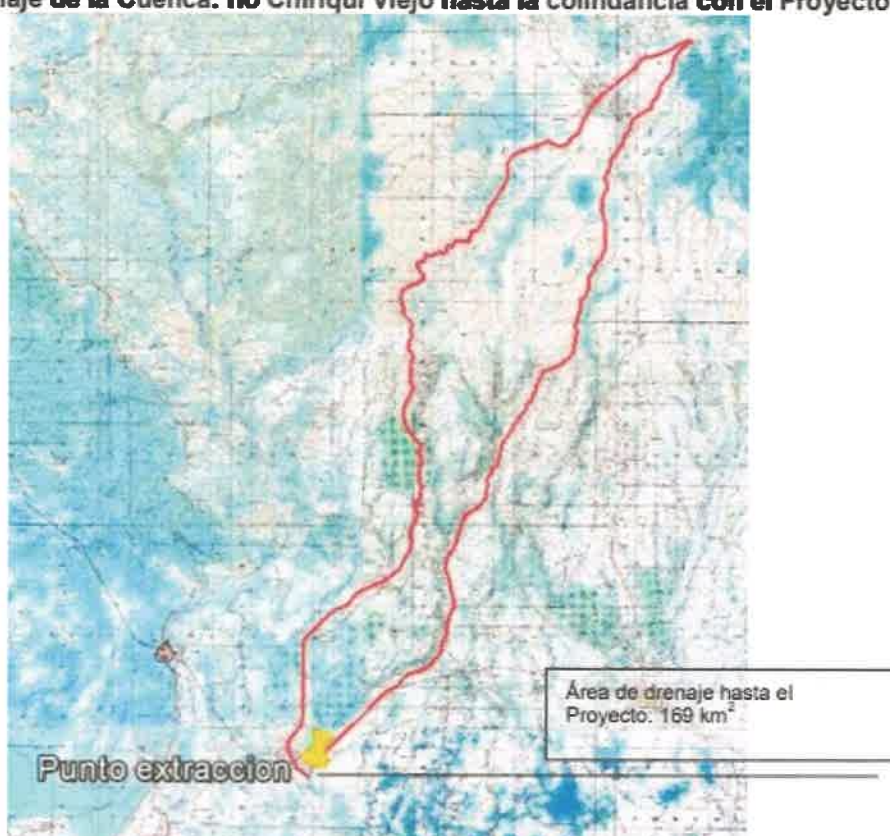 de la Cuenca: río Chiriquí Viejo hasta la colindancia con el Proyecto
Área de drenaje hasta el
Proyecto: 169 km²
Punto extraccion